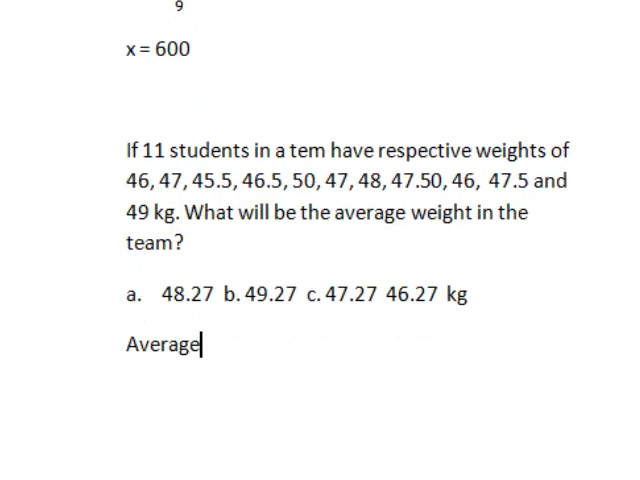 9
x = 600
If 11 students in a tem have respective weights of
46, 47, 45.5, 46.5, 50, 47, 48, 47.50, 46, 47.5 and
49 kg. What will be the average weight in the
team?
a. 48.27 b. 49.27 c. 47.27 46.27 kg
Average